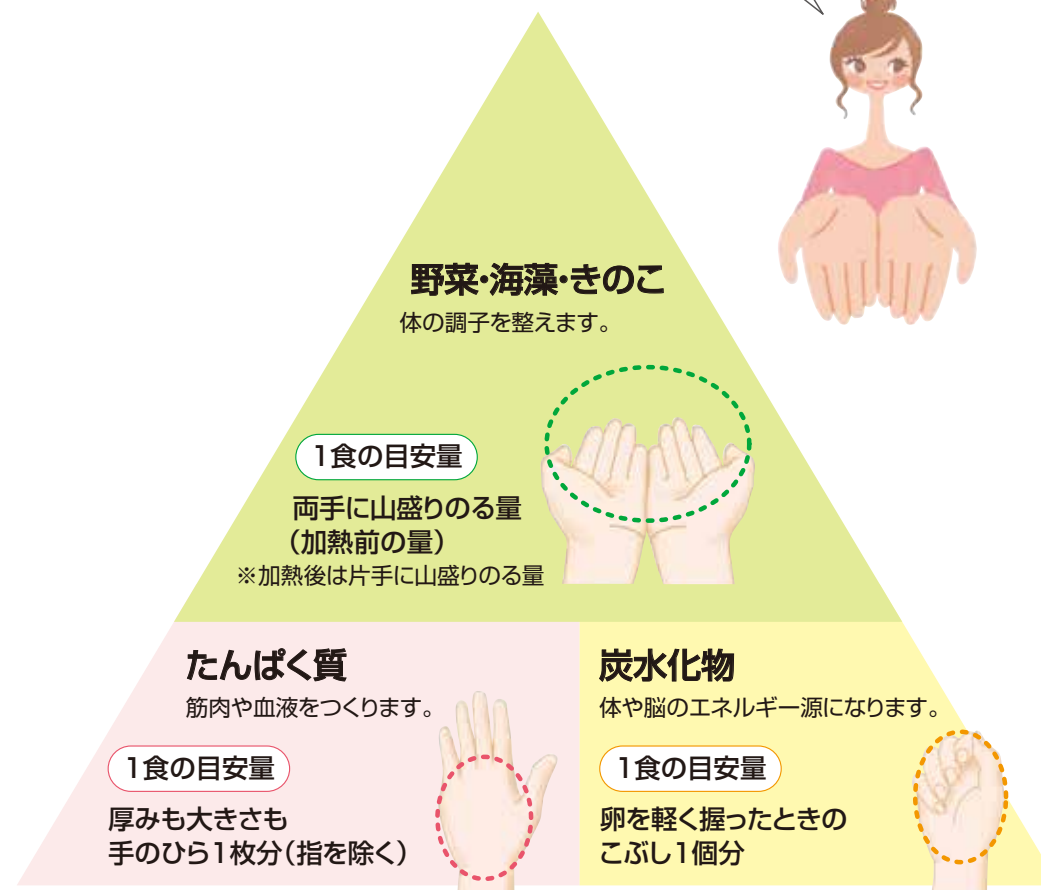 野菜・海藻・きのこ
体の調子を整えます。
1食の目安量
両手に山盛りのる量
（加熱前の量）
※加熱後は片手に山盛りのる量
たんぱく質
筋肉や血液をつくります。
1食の目安量
厚みも大きさも
手のひら1枚分（指を除く）
炭水化物
体や脳のエネルギー源になります。
1食の目安量
卵を軽く握ったときの
こぶし1個分